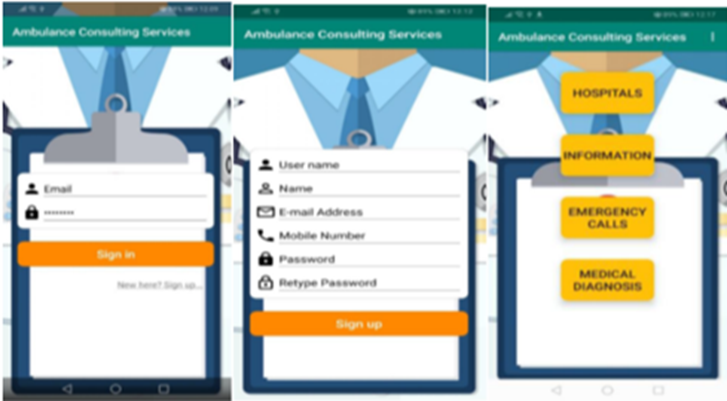 Ambulance Consulting Services
Email
Sign in
New here? Sign up...
Ambulance Consulting Services
User name
Name
E-mail Address
Mobile Number
Password
Retype Password
Sign up
Ambulance Consulting Services
HOSPITALS
INFORMATION
EMERGENCY
CALLS
MEDICAL
DIAGNOSIS